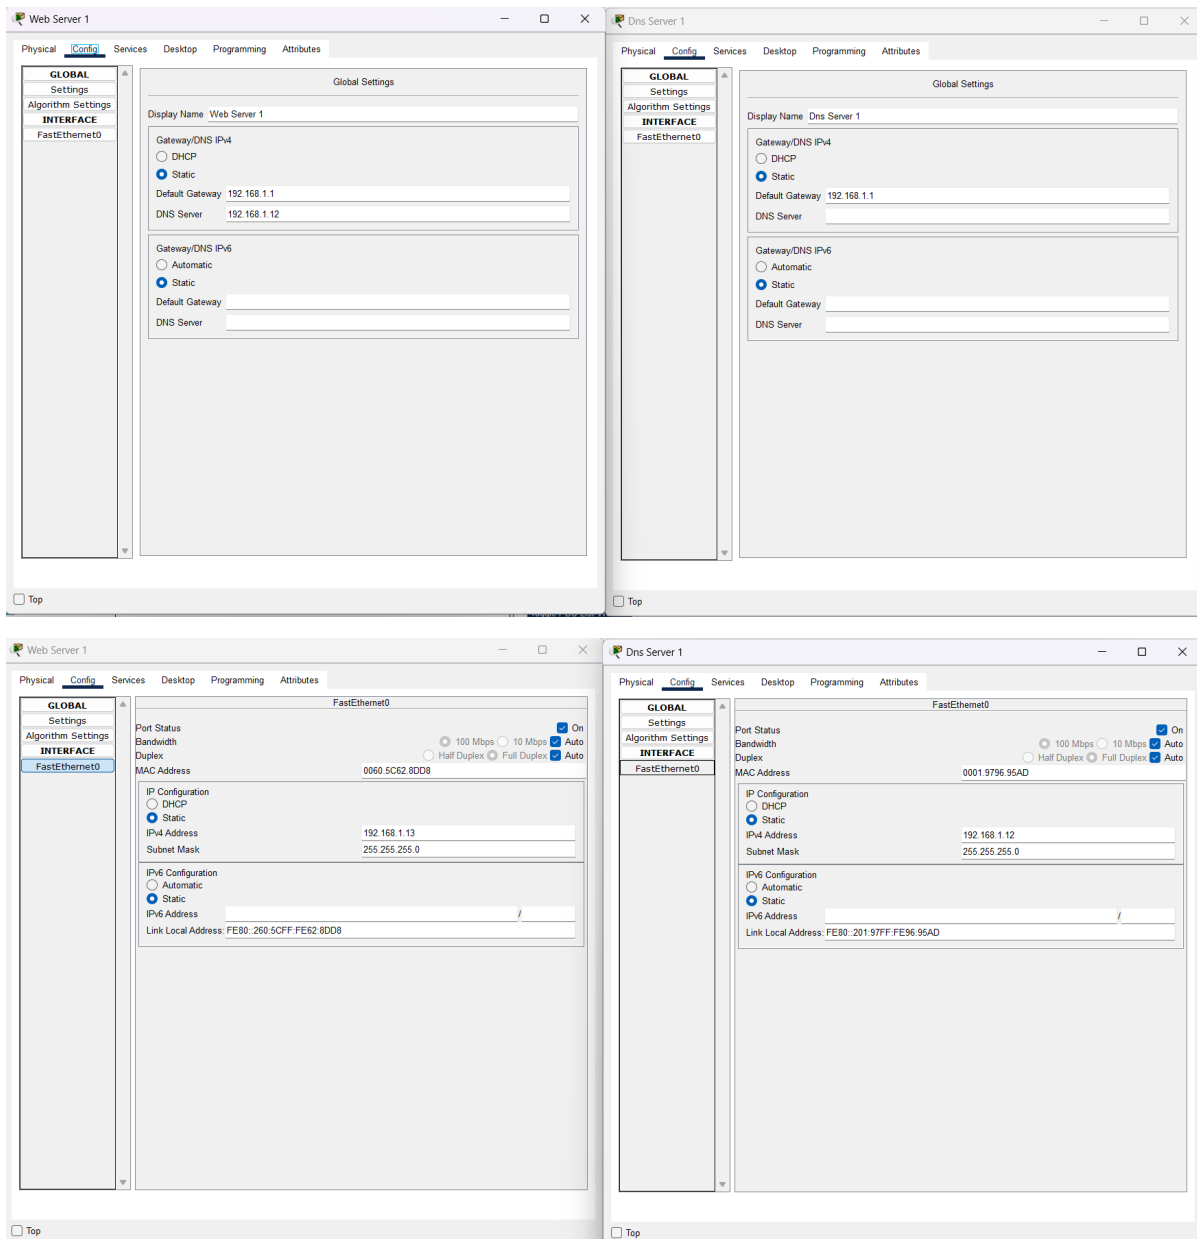 Web Server 1
Physical Config Services Desktop Programming Attributes
GLOBAL
Settings
Algorithm Settings
INTERFACE
FastEthernet0
Global Settings
Display Name Web Server 1
Gateway/DNS IPv4
DHCP
Static
Default Gateway 192.168.1.1
DNS Server 192.168.1.12
Gateway/DNS IPv6
Automatic
Static
Default Gateway
DNS Server
Top
Dns Server 1
Physical Config Services Desktop Programming Attributes
GLOBAL
Settings
Algorithm Settings
INTERFACE
FastEthernet0
Global Settings
Display Name Dns Server 1
Gateway/DNS IPv4
DHCP
Static
Default Gateway 192.168.1.1
DNS Server
Gateway/DNS IPv6
Automatic
Static
Default Gateway
DNS Server
Top
Web Server 1
Physical Config Services Desktop Programming Attributes
GLOBAL
Settings
Algorithm Settings
INTERFACE
FastEthernet0
FastEthernet0
Port Status On
Bandwidth 100 Mbps 10 Mbps Auto
Duplex Half Duplex Full Duplex Auto
MAC Address 0060.5C62.8DD8
IP Configuration
DHCP
Static
IPv4 Address 192.168.1.13
Subnet Mask 255.255.255.0
IPv6 Configuration
Automatic
Static
IPv6 Address /
Link Local Address: FE80::260:5CFF:FE62:8DD8
Top
Dns Server 1
Physical Config Services Desktop Programming Attributes
GLOBAL
Settings
Algorithm Settings
INTERFACE
FastEthernet0
FastEthernet0
Port Status On
Bandwidth 100 Mbps 10 Mbps Auto
Duplex Half Duplex Full Duplex Auto
MAC Address 0001.9796.95AD
IP Configuration
DHCP
Static
IPv4 Address 192.168.1.12
Subnet Mask 255.255.255.0
IPv6 Configuration
Automatic
Static
IPv6 Address /
Link Local Address: FE80::201:97FF:FE96:95AD
Top